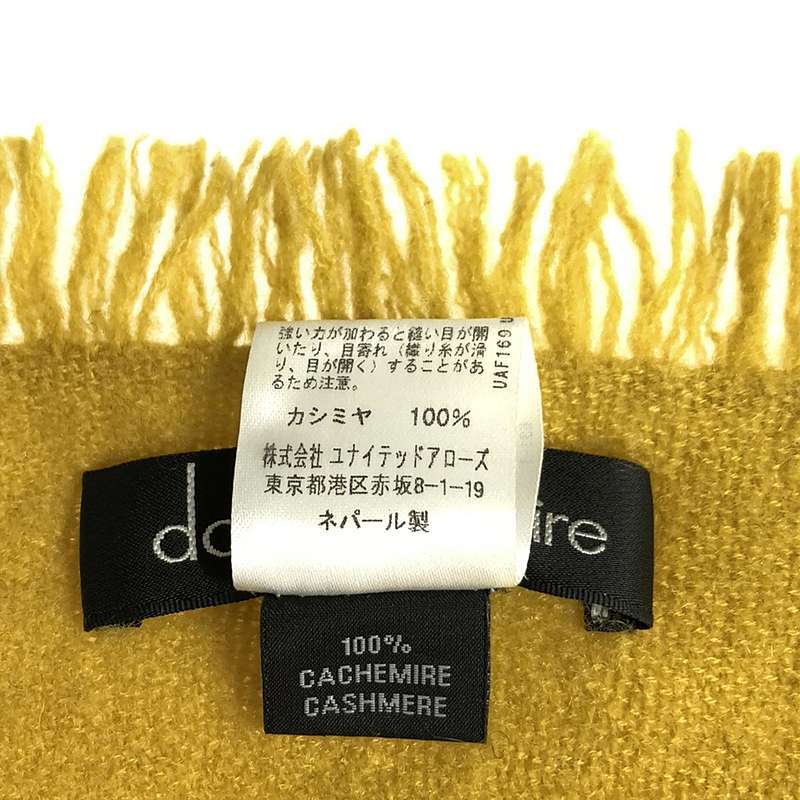 強い力が加わると縫い目が開
いたり、目寄れ(織り糸が滑
り、目が開く)することがあ
るため注意。
カシミヤ 100%
株式会社 ユナイテッドアローズ
東京都港区赤坂8-1-19
ネパール製
UAF169
100%
CACHEMIRE
CASHMERE